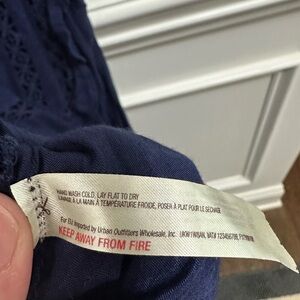 HAND WASH COLD, LAY FLAT TO DRY
LAVABLE À LA MAIN À TEMPÉRATURE FROIDE, POSER À PLAT POUR LE SÉCHAGE
For EU imported by Urban Outfitters Wholesale, Inc.
KEEP AWAY FROM FIRE